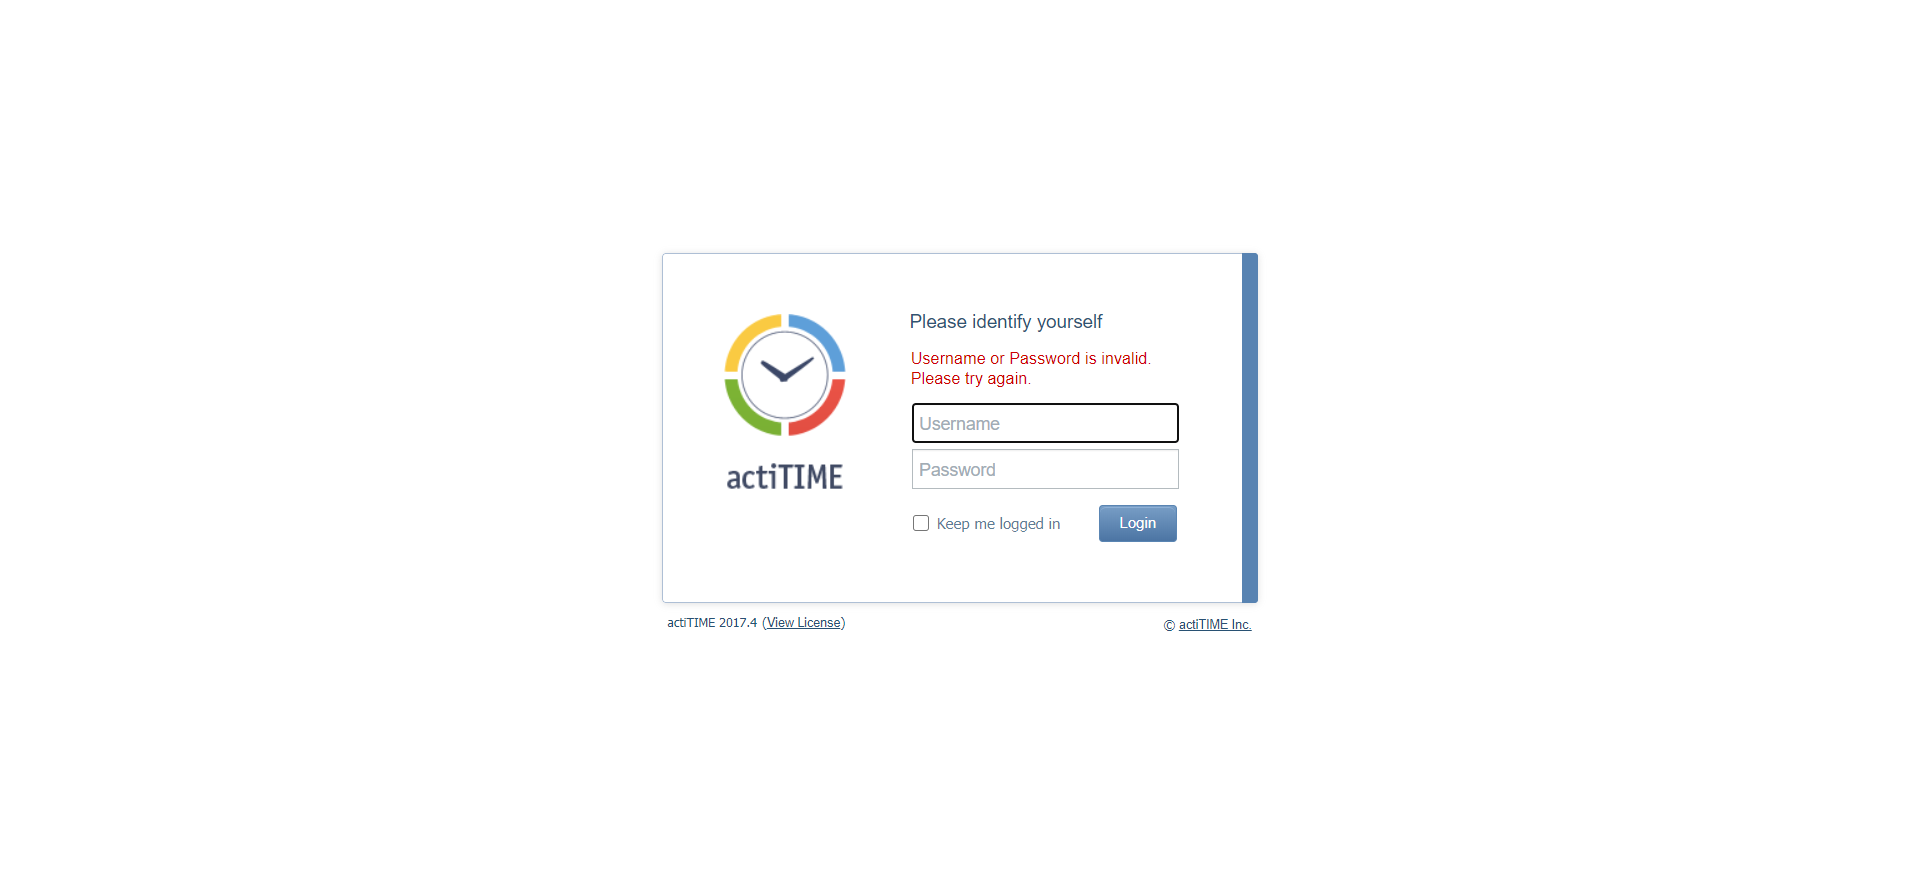 Please identify yourself
Username or Password is invalid.
Please try again.
Username
Password
actiTIME
Keep me logged in
Login
actiTIME 2017.4 (View License)
© actiTIME Inc.